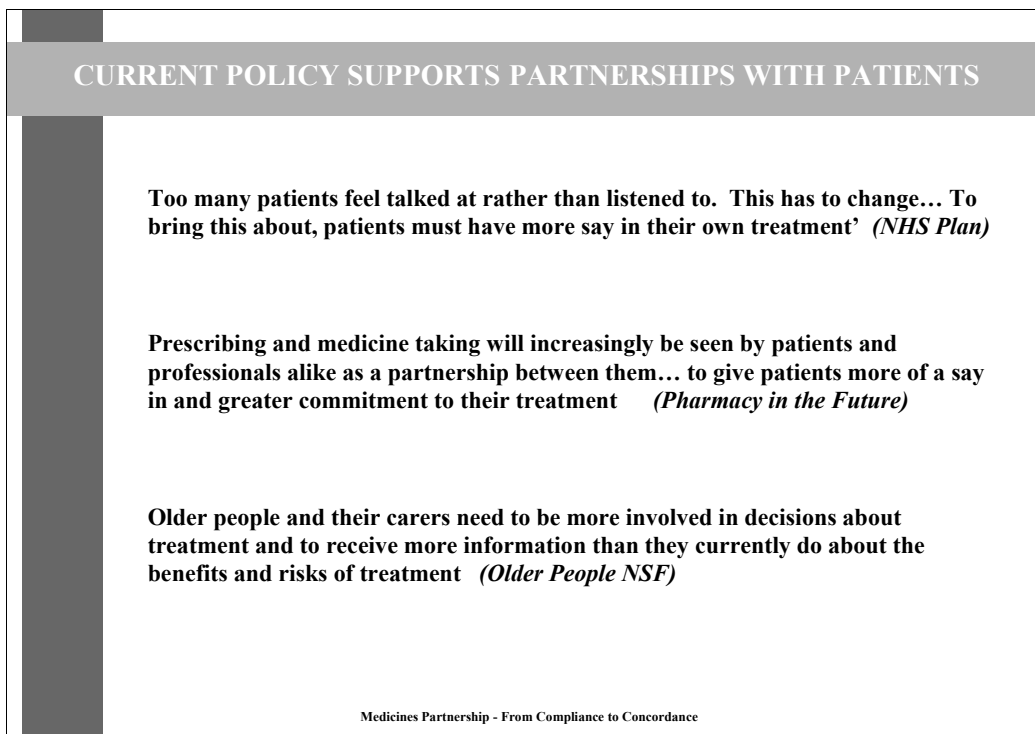 CURRENT POLICY SUPPORTS PARTNERSHIPS WITH PATIENTS
Too many patients feel talked at rather than listened to.  This has to change… To
bring this about, patients must have more say in their own treatment’  (NHS Plan)
Prescribing and medicine taking will increasingly be seen by patients and
professionals alike as a partnership between them… to give patients more of a say
in and greater commitment to their treatment     (Pharmacy in the Future)
Older people and their carers need to be more involved in decisions about
treatment and to receive more information than they currently do about the
benefits and risks of treatment   (Older People NSF)
Medicines Partnership - From Compliance to Concordance